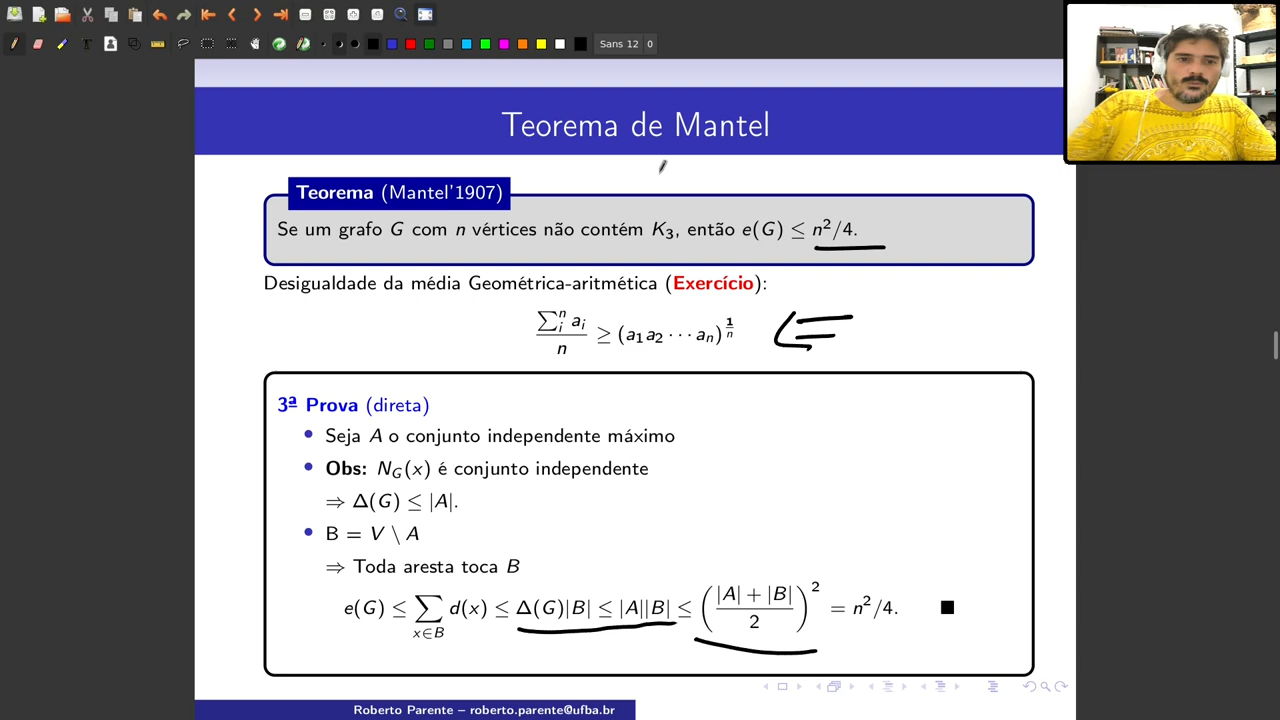 Sans 12 0
Teorema de Mantel
Teorema (Mantel'1907)
Se um grafo G com n vértices não contém K₃, então e(G) ≤ n²/4.
Desigualdade da média Geométrica-aritmética (Exercício):
∑ᵢⁿ aᵢ / n ≥ (a₁a₂ ⋯ aₙ)^(1/n)
3ª Prova (direta)
• Seja A o conjunto independente máximo
• Obs: N_G(x) é conjunto independente
⇒ Δ(G) ≤ |A|.
• B = V \ A
⇒ Toda aresta toca B
e(G) ≤ ∑_{x∈B} d(x) ≤ Δ(G)|B| ≤ |A||B| ≤ ((|A| + |B|)/2)² = n²/4. ■
Roberto Parente – roberto.parente@ufba.br